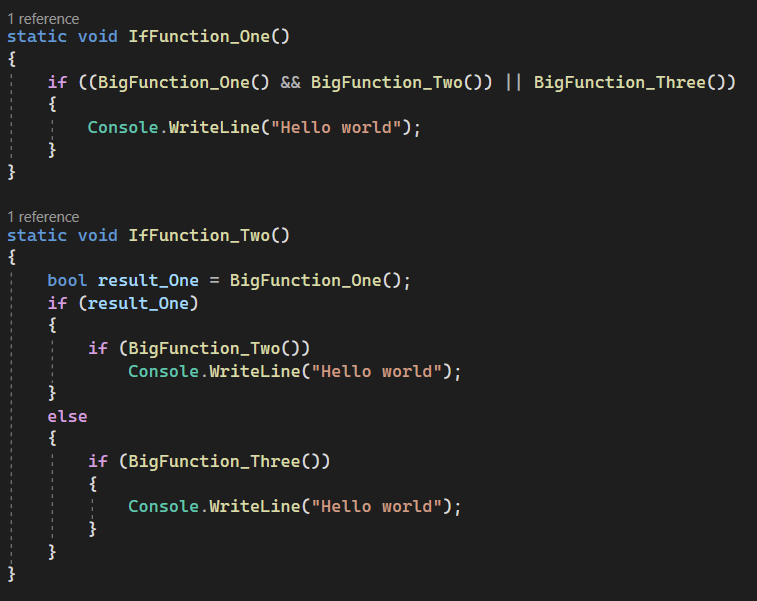 1 reference
static void IfFunction_One()
{
if ((BigFunction_One() && BigFunction_Two()) || BigFunction_Three())
{
Console.WriteLine("Hello world");
}
}
1 reference
static void IfFunction_Two()
{
bool result_One = BigFunction_One();
if (result_One)
{
if (BigFunction_Two())
Console.WriteLine("Hello world");
}
else
{
if (BigFunction_Three())
{
Console.WriteLine("Hello world");
}
}
}